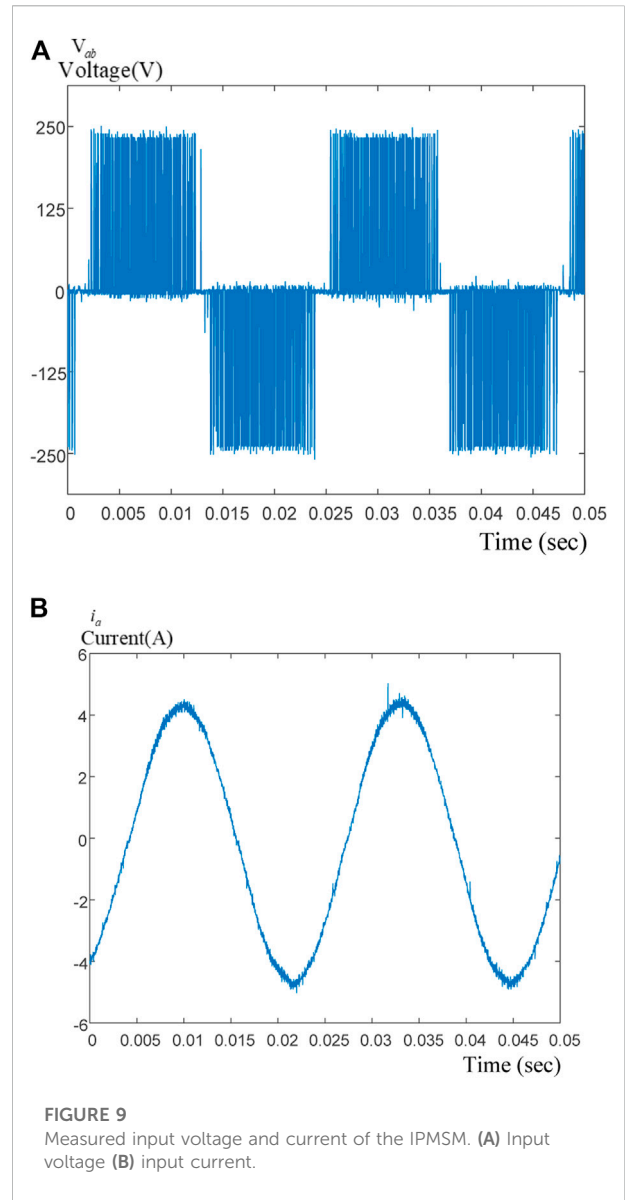 A
V_ab
Voltage(V)
250
125
0
-125
-250
0 0.005 0.01 0.015 0.02 0.025 0.03 0.035 0.04 0.045 0.05
Time (sec)
B
i_a
Current(A)
6
4
2
0
-2
-4
-6
0 0.005 0.01 0.015 0.02 0.025 0.03 0.035 0.04 0.045 0.05
Time (sec)
FIGURE 9
Measured input voltage and current of the IPMSM. (A) Input
voltage (B) input current.